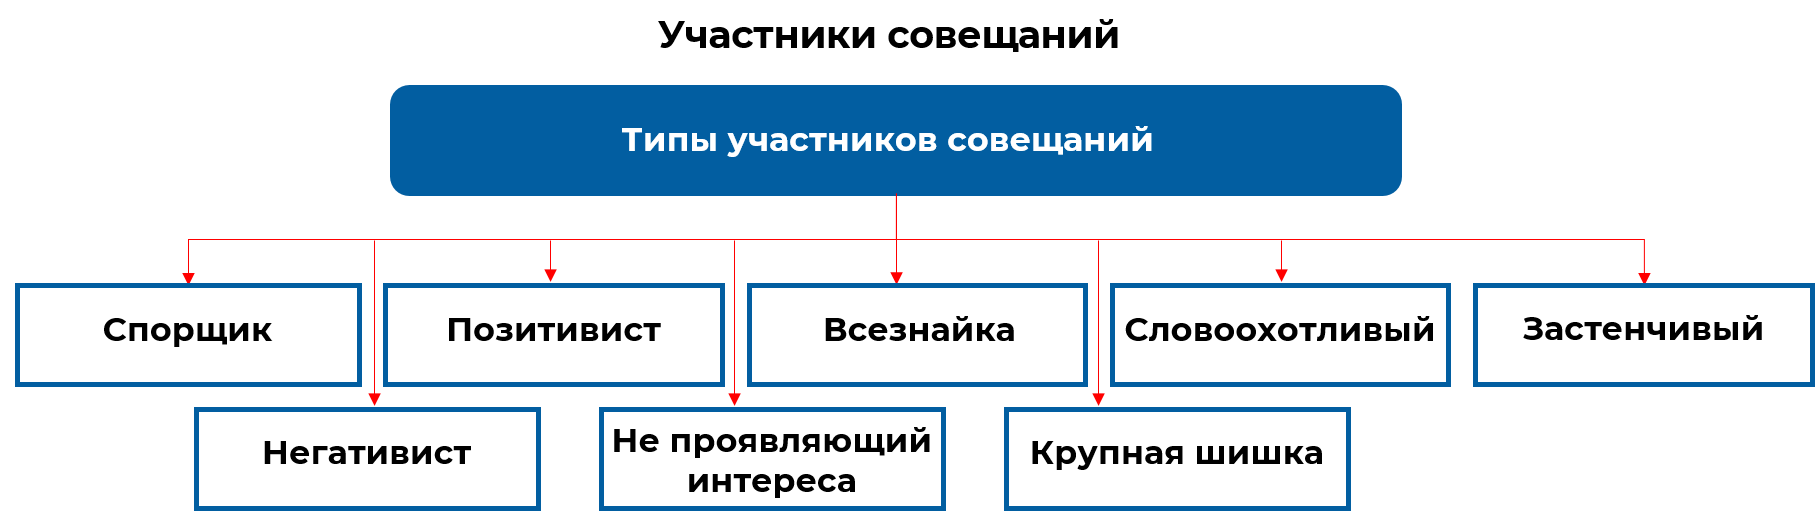 Участники совещаний
Типы участников совещаний
Спорщик
Позитивист
Всезнайка
Словоохотливый
Застенчивый
Негативист
Не проявляющий
интереса
Крупная шишка